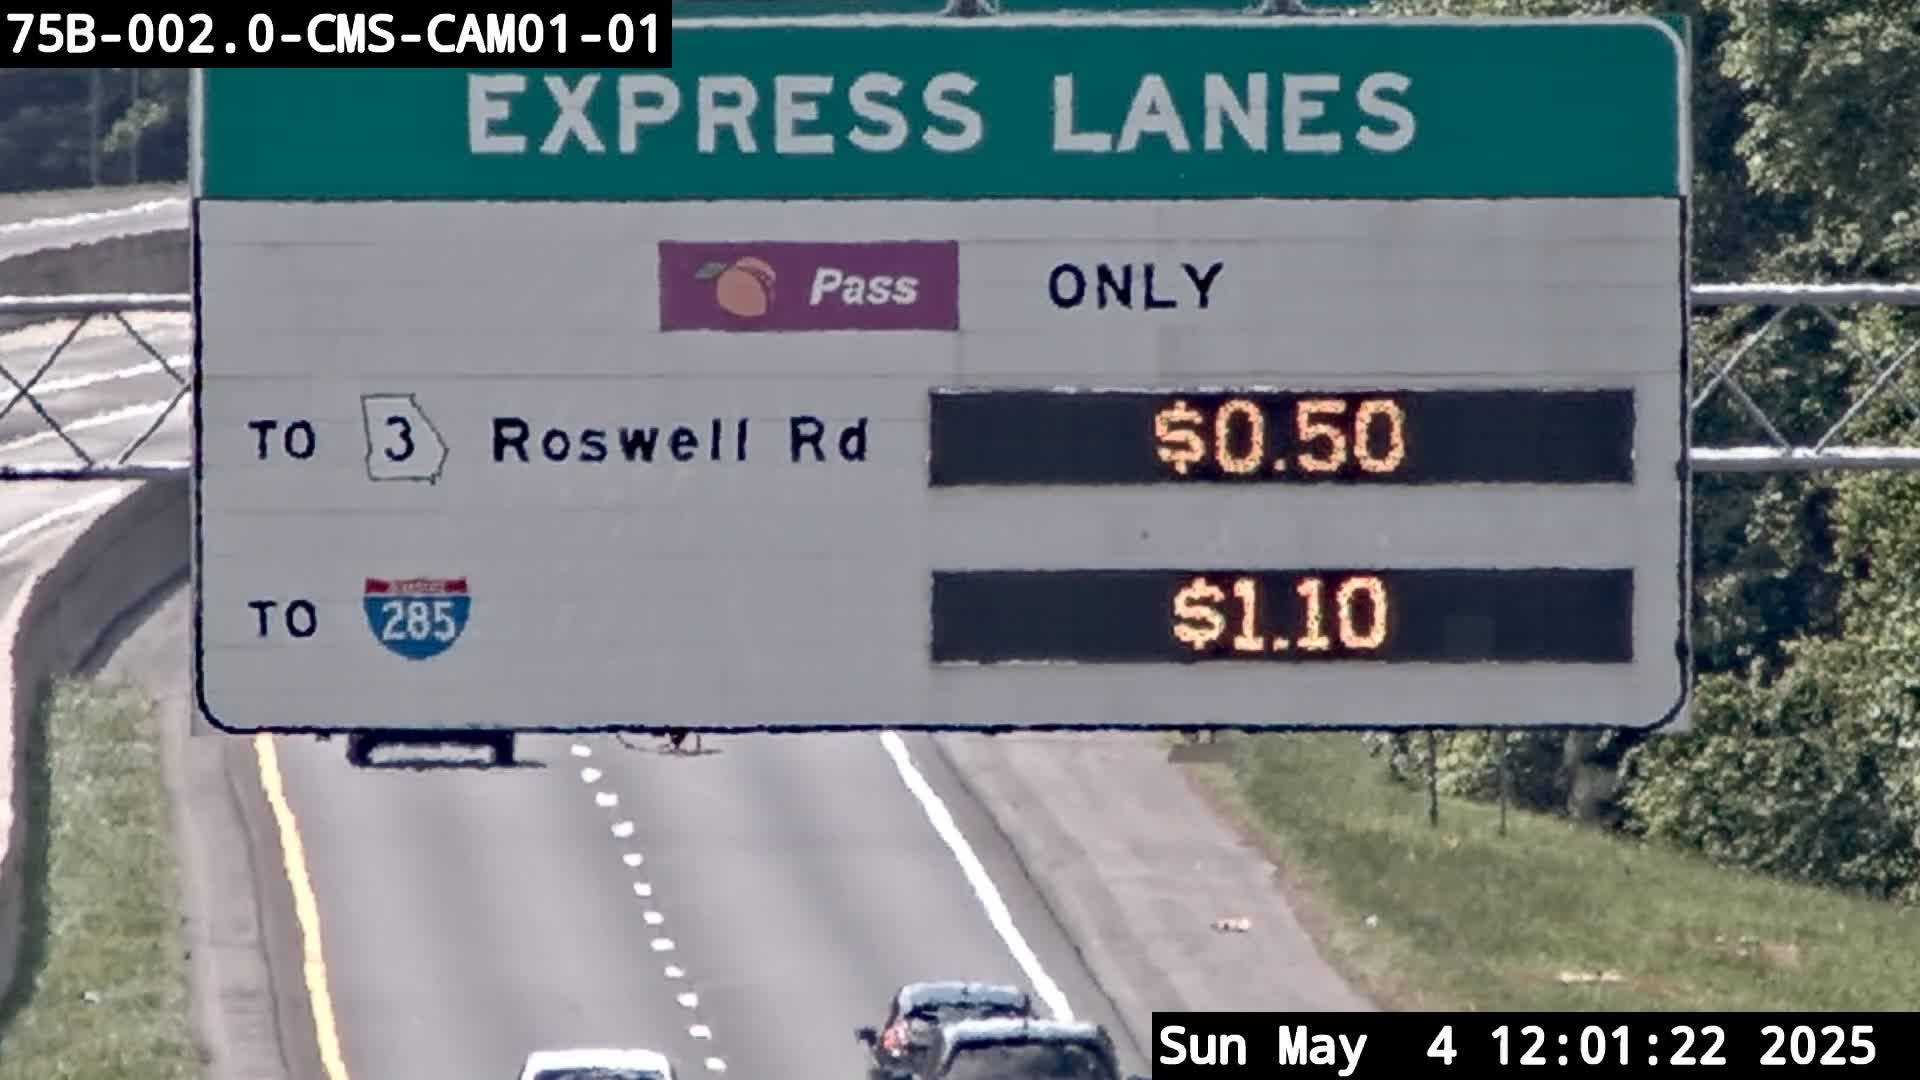 75B-002.0-CMS-CAM01-01
EXPRESS LANES
Pass ONLY
TO 3 Roswell Rd $0.50
TO 285 $1.10
Sun May 4 12:01:22 2025